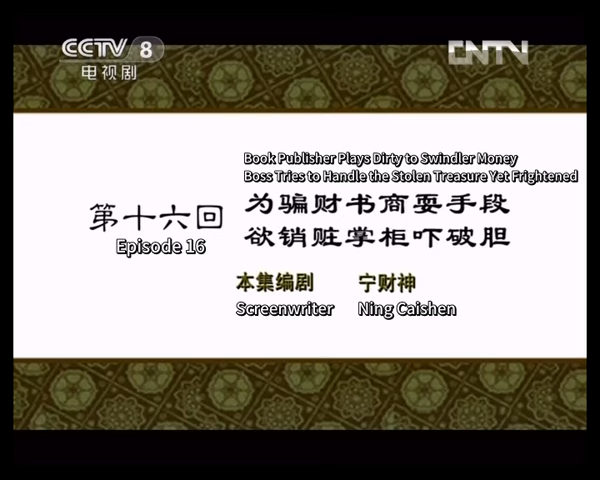 CCTV 8
电视剧
CNTV
Book Publisher Plays Dirty to Swindler Money
Boss Tries to Handle the Stolen Treasure Yet Frightened
第十六回
Episode 16
为骗财书商耍手段
欲销赃掌柜吓破胆
本集编剧 宁财神
Screenwriter Ning Caishen